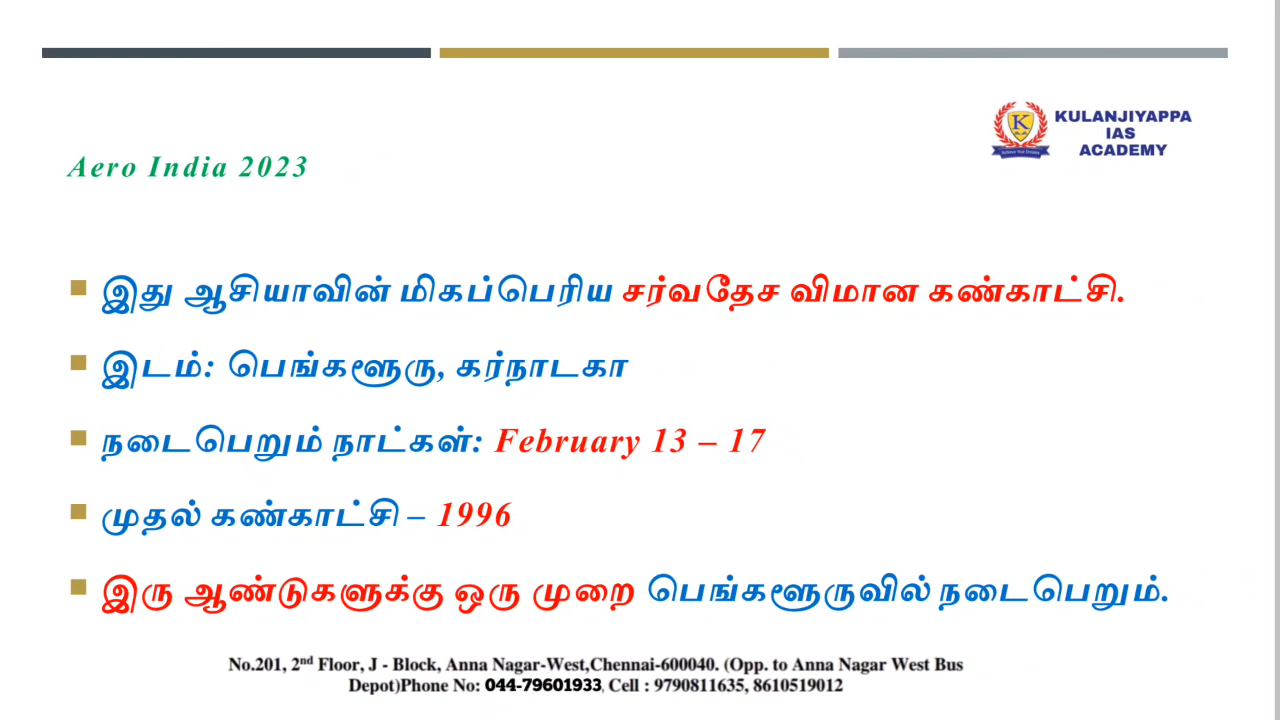 KULANJIYAPPA
IAS
ACADEMY
Aero India 2023
இது ஆசியாவின் மிகப்பெரிய சர்வதேச விமான கண்காட்சி.
இடம்: பெங்களூரு, கர்நாடகா
நடைபெறும் நாட்கள்: February 13 – 17
முதல் கண்காட்சி – 1996
இரு ஆண்டுகளுக்கு ஒரு முறை பெங்களூருவில் நடைபெறும்.
No.201, 2nd Floor, J - Block, Anna Nagar-West,Chennai-600040. (Opp. to Anna Nagar West Bus
Depot)Phone No: 044-79601933, Cell : 9790811635, 8610519012